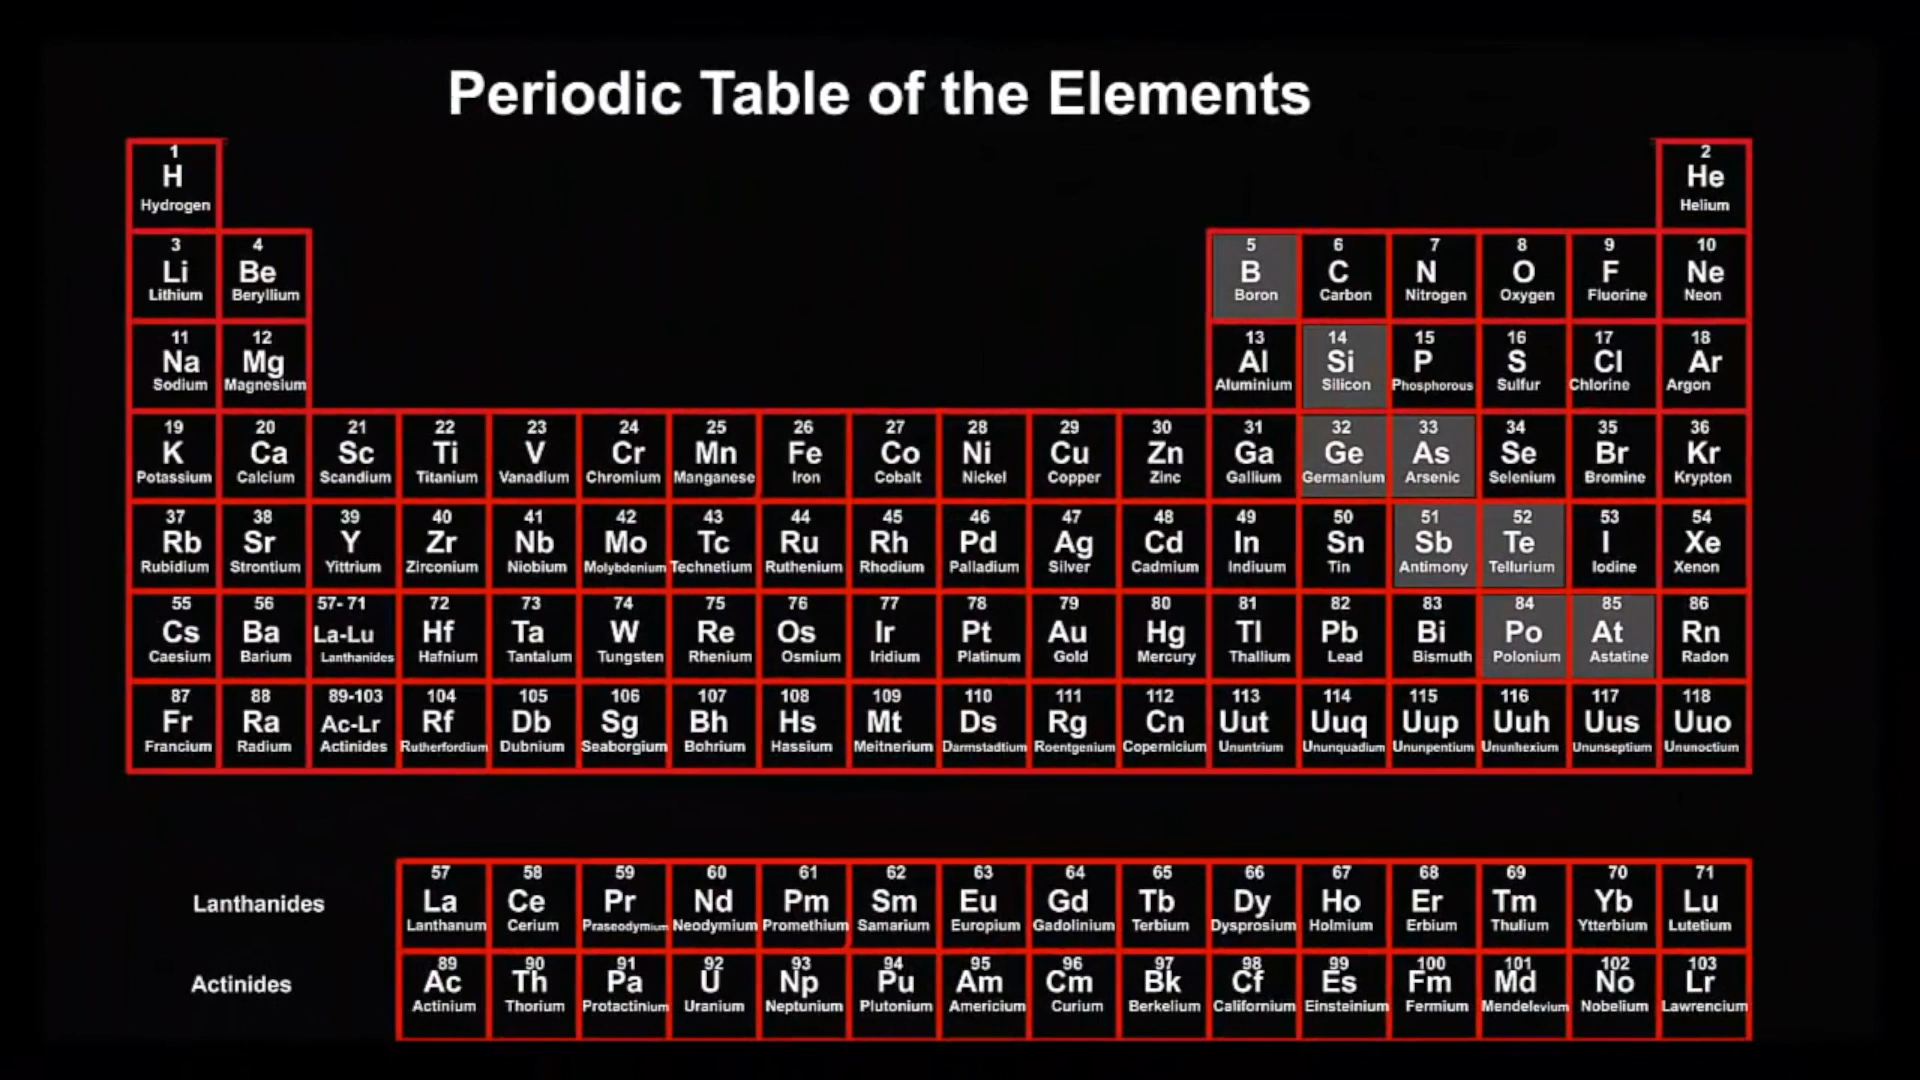 Periodic Table of the Elements
1 2
H He
Hydrogen Helium
3 4 5 6 7 8 9 10
Li Be B C N O F Ne
Lithium Beryllium Boron Carbon Nitrogen Oxygen Fluorine Neon
11 12 13 14 15 16 17 18
Na Mg Al Si P S Cl Ar
Sodium Magnesium Aluminium Silicon Phosphorous Sulfur Chlorine Argon
19 20 21 22 23 24 25 26 27 28 29 30 31 32 33 34 35 36
K Ca Sc Ti V Cr Mn Fe Co Ni Cu Zn Ga Ge As Se Br Kr
Potassium Calcium Scandium Titanium Vanadium Chromium Manganese Iron Cobalt Nickel Copper Zinc Gallium Germanium Arsenic Selenium Bromine Krypton
37 38 39 40 41 42 43 44 45 46 47 48 49 50 51 52 53 54
Rb Sr Y Zr Nb Mo Tc Ru Rh Pd Ag Cd In Sn Sb Te I Xe
Rubidium Strontium Yittrium Zirconium Niobium Molybdenium Technetium Ruthenium Rhodium Palladium Silver Cadmium Indiuum Tin Antimony Tellurium Iodine Xenon
55 56 57- 71 72 73 74 75 76 77 78 79 80 81 82 83 84 85 86
Cs Ba La-Lu Hf Ta W Re Os Ir Pt Au Hg Tl Pb Bi Po At Rn
Caesium Barium Lanthanides Hafnium Tantalum Tungsten Rhenium Osmium Iridium Platinum Gold Mercury Thallium Lead Bismuth Polonium Astatine Radon
87 88 89-103 104 105 106 107 108 109 110 111 112 113 114 115 116 117 118
Fr Ra Ac-Lr Rf Db Sg Bh Hs Mt Ds Rg Cn Uut Uuq Uup Uuh Uus Uuo
Francium Radium Actinides Rutherfordium Dubnium Seaborgium Bohrium Hassium Meitnerium Darmstadtium Roentgenium Copernicium Ununtrium Ununquadium Ununpentium Ununhexium Ununseptium Ununoctium
57 58 59 60 61 62 63 64 65 66 67 68 69 70 71
Lanthanides La Ce Pr Nd Pm Sm Eu Gd Tb Dy Ho Er Tm Yb Lu
Lanthanum Cerium Praseodymium Neodymium Promethium Samarium Europium Gadolinium Terbium Dysprosium Holmium Erbium Thulium Ytterbium Lutetium
89 90 91 92 93 94 95 96 97 98 99 100 101 102 103
Actinides Ac Th Pa U Np Pu Am Cm Bk Cf Es Fm Md No Lr
Actinium Thorium Protactinium Uranium Neptunium Plutonium Americium Curium Berkelium Californium Einsteinium Fermium Mendelevium Nobelium Lawrencium